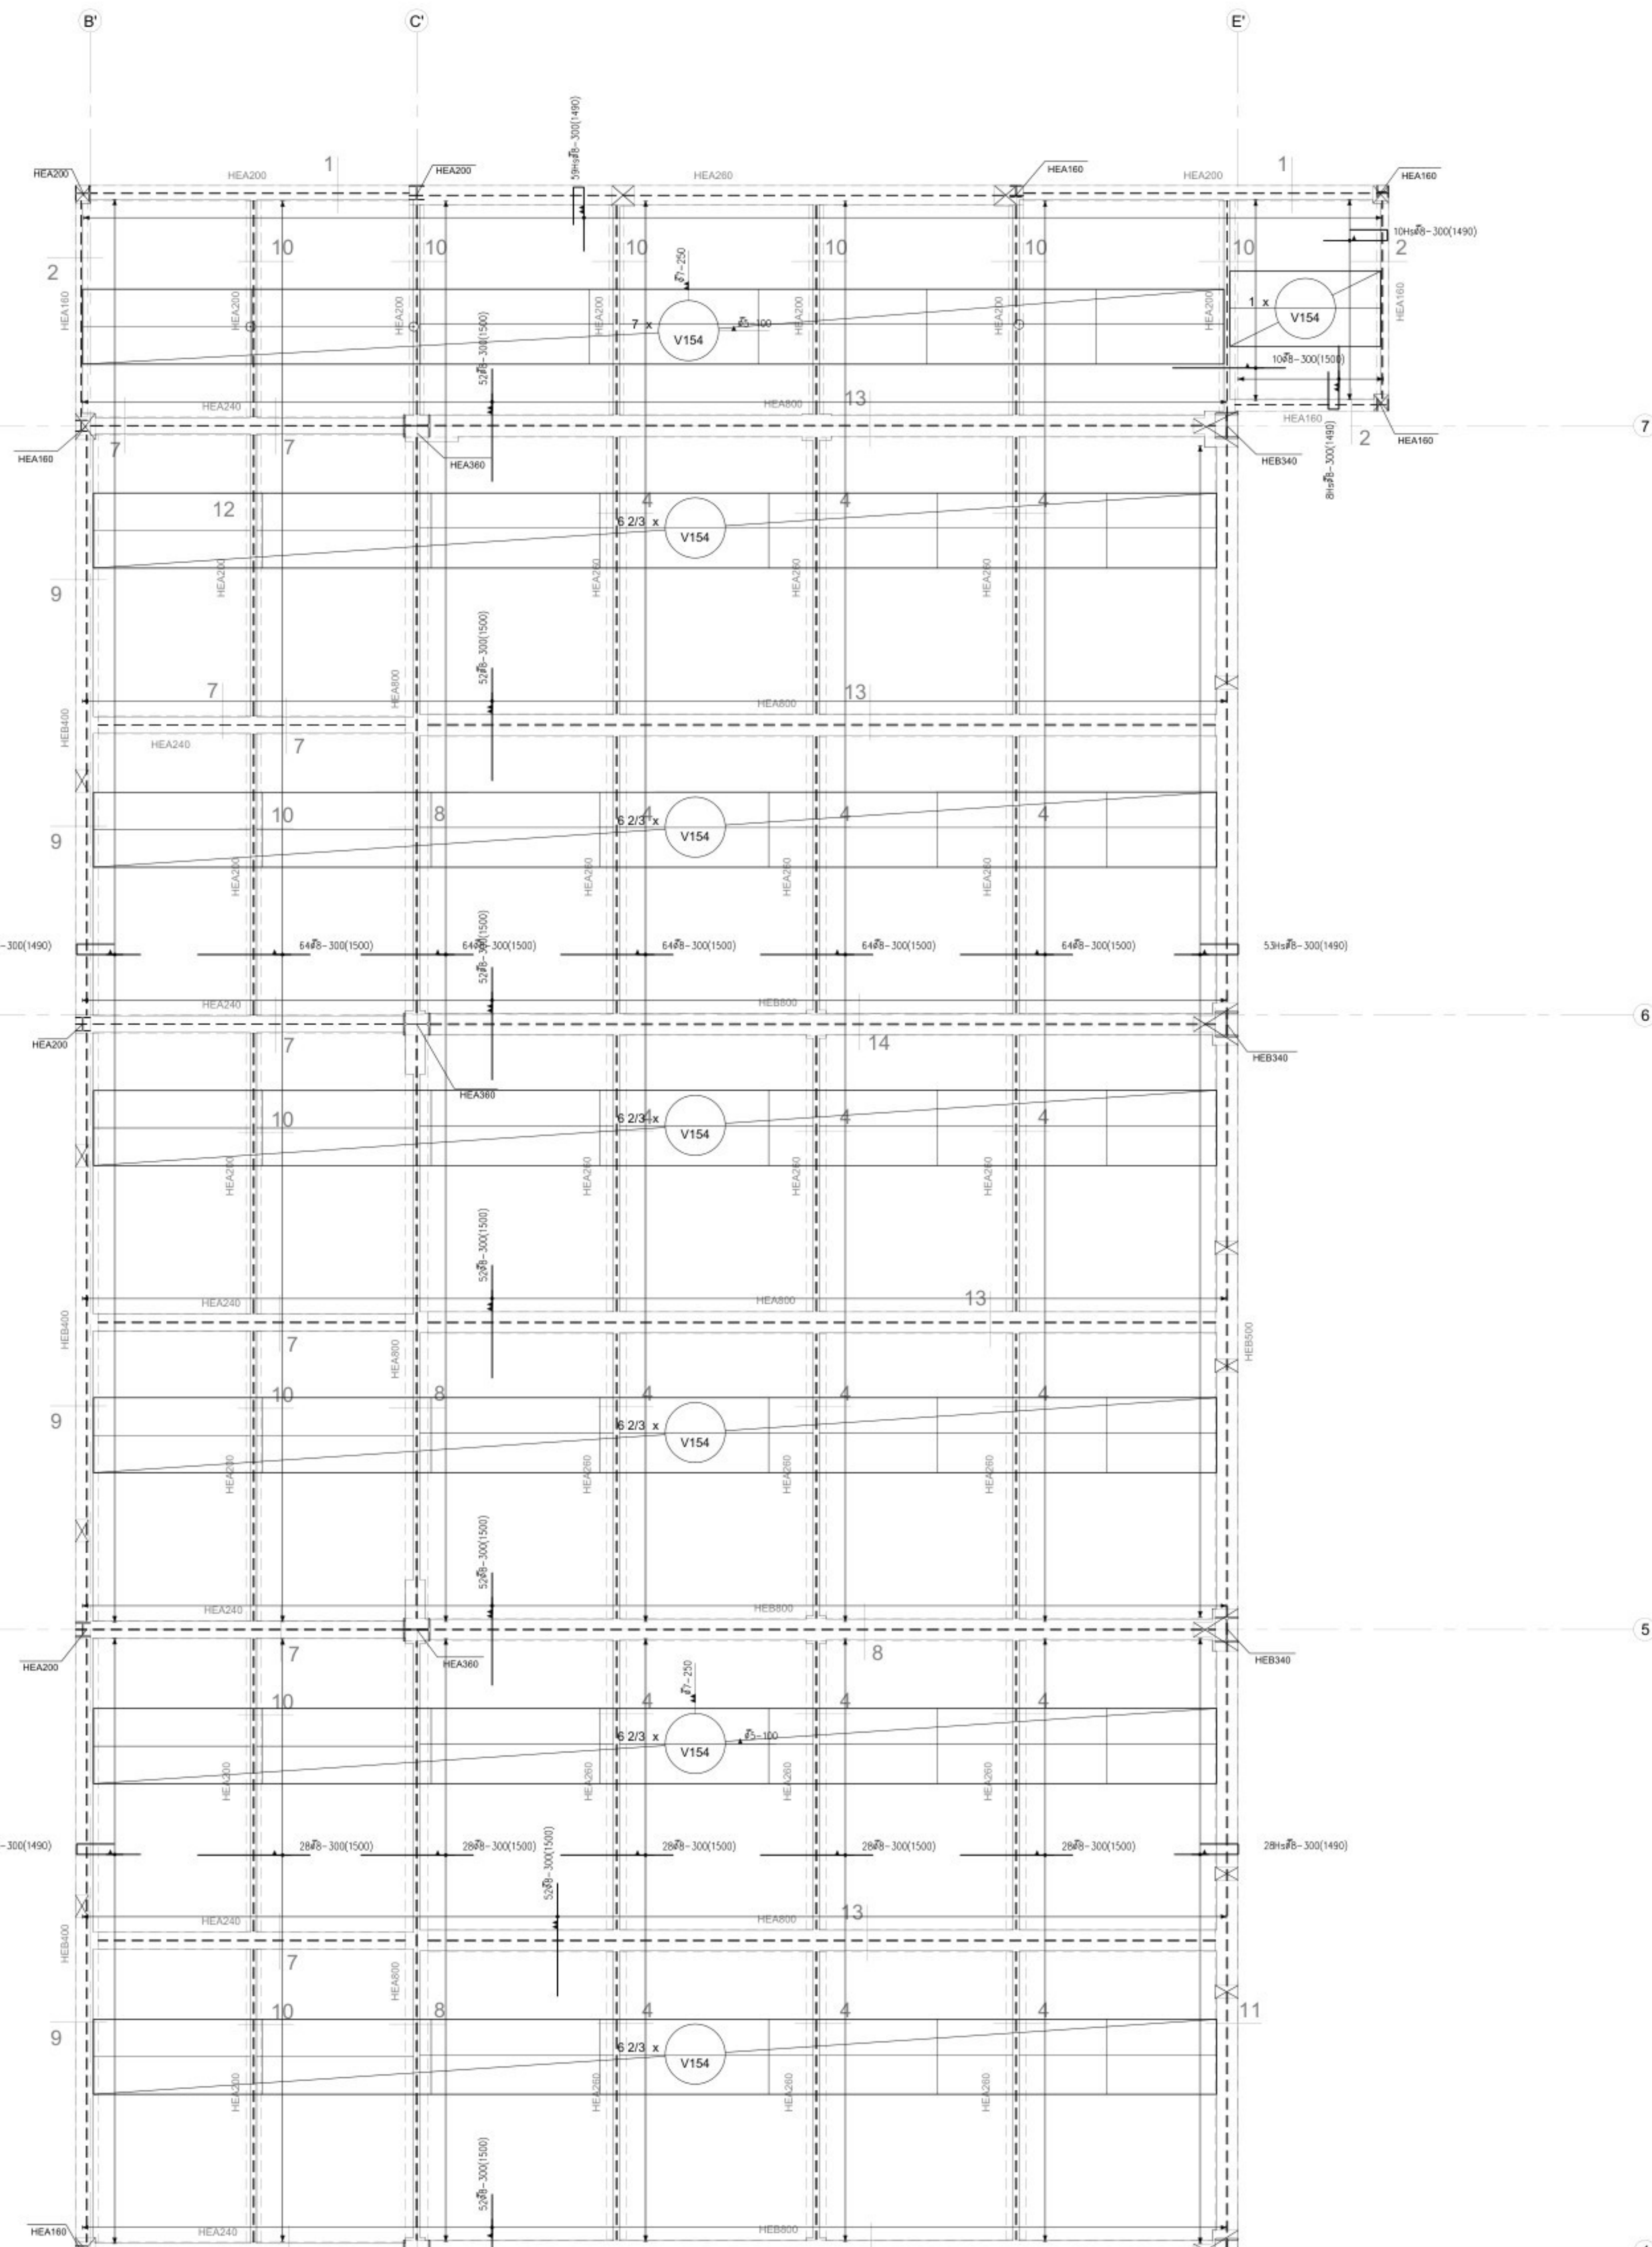 B'
C'
E'
59Hsø8-300(1490)
HEA200
HEA200
1
HEA200
HEA260
HEA160
HEA200
1
HEA160
10Hsø8-300(1490)
2
10
10
10
10
10
10
2
HEA160
HEA200
HEA200
HEA200
HEA200
HEA200
HEA200
HEA160
ø7-250
7 x
V154
ø5-100
1 x
V154
52ø8-300(1500)
10ø8-300(1500)
HEA240
HEA800
13
HEA160
2
HEA160
7
7
7
HEA160
HEA360
HEB340
8Hsø8-300(1490)
12
4
4
4
6 2/3 x
V154
9
HEA200
HEA260
HEA260
HEA260
52ø8-300(1500)
7
HEA800
HEA800
13
HEB400
HEA240
7
10
8
4
4
4
6 2/3 x
V154
9
HEA200
HEA260
HEA260
HEA260
52ø8-300(1500)
-300(1490)
64ø8-300(1500)
64ø8-300(1500)
64ø8-300(1500)
64ø8-300(1500)
64ø8-300(1500)
53Hsø8-300(1490)
HEA240
HEB800
6
HEA200
7
14
HEB340
HEA360
10
4
4
4
6 2/3 x
V154
HEA200
HEA260
HEA260
HEA260
52ø8-300(1500)
HEA240
HEA800
13
HEB400
7
HEA800
HEB500
10
8
4
4
4
9
6 2/3 x
V154
HEA200
HEA260
HEA260
HEA260
52ø8-300(1500)
HEA240
HEB800
5
HEA200
7
HEA360
8
HEB340
ø7-250
10
4
4
4
6 2/3 x
V154
ø5-100
HEA200
HEA260
HEA260
HEA260
-300(1490)
28ø8-300(1500)
28ø8-300(1500)
52ø8-300(1500)
28ø8-300(1500)
28ø8-300(1500)
28ø8-300(1500)
28Hsø8-300(1490)
HEA240
HEA800
13
HEB400
7
HEA800
10
8
4
4
4
11
9
6 2/3 x
V154
HEA200
HEA260
HEA260
HEA260
52ø8-300(1500)
HEA160
HEA240
HEB800